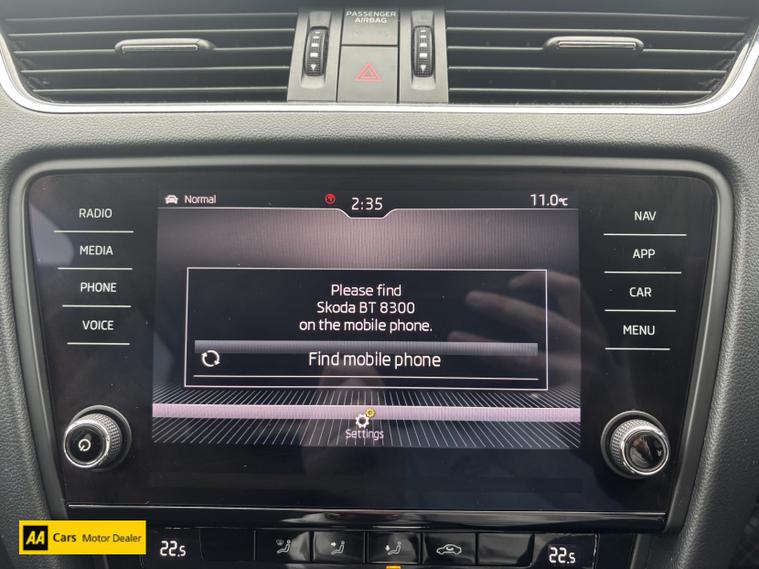 PASSENGER
AIRBAG
RADIO
MEDIA
PHONE
VOICE
Normal
2:35
11.0°C
Please find
Skoda BT 8300
on the mobile phone.
Find mobile phone
Settings
NAV
APP
CAR
MENU
AA Cars Motor Dealer
22.5
22.5